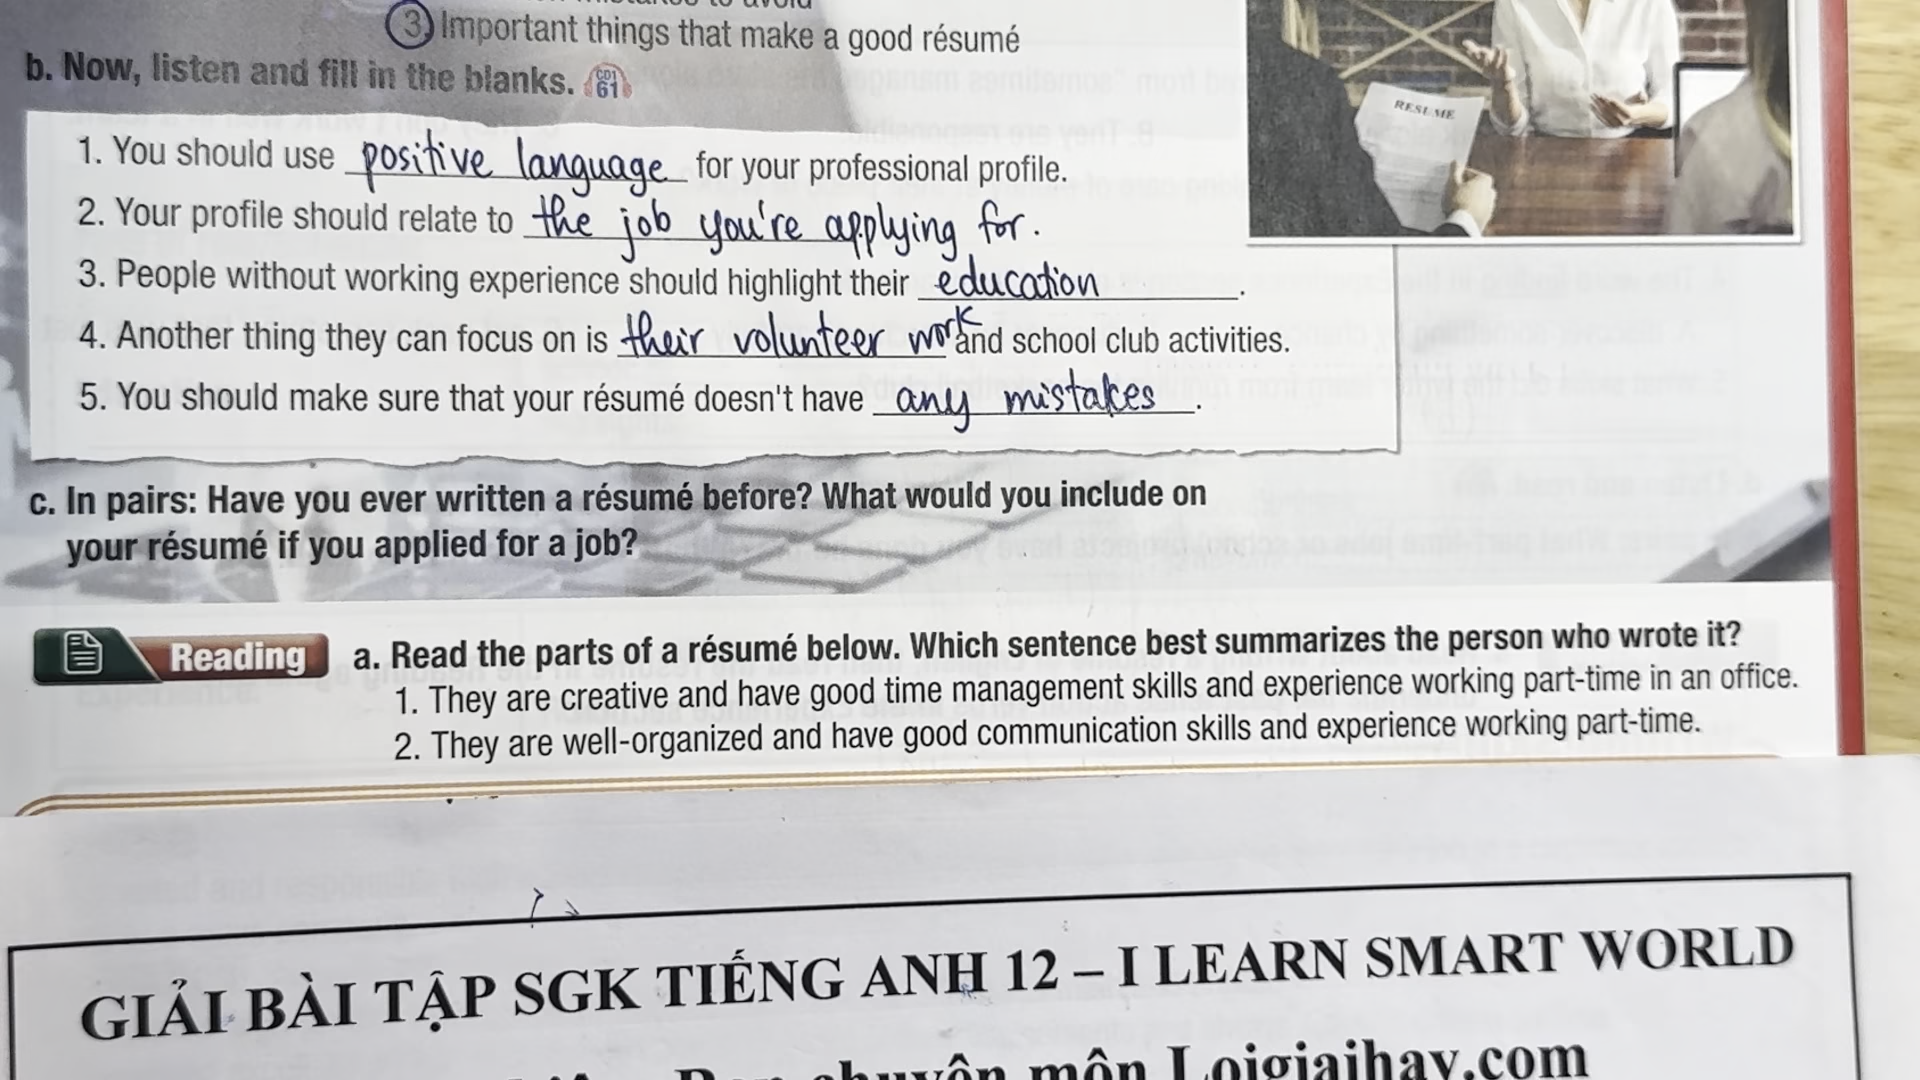 to avoid
3 Important things that make a good résumé
b. Now, listen and fill in the blanks. CD1 61
RESUME
1. You should use positive language for your professional profile.
2. Your profile should relate to the job you're applying for.
3. People without working experience should highlight their education.
4. Another thing they can focus on is their volunteer work and school club activities.
5. You should make sure that your résumé doesn't have any mistakes.
c. In pairs: Have you ever written a résumé before? What would you include on
your résumé if you applied for a job?
Reading a. Read the parts of a résumé below. Which sentence best summarizes the person who wrote it?
1. They are creative and have good time management skills and experience working part-time in an office.
2. They are well-organized and have good communication skills and experience working part-time.
GIẢI BÀI TẬP SGK TIẾNG ANH 12 – I LEARN SMART WORLD
chuyên môn Loigiaihay.com